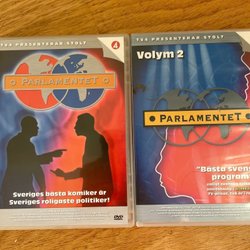 TV4 PRESENTERAR STOLT
4
PARLAMENTET
Sveriges bästa komiker är
Sveriges roligaste politiker!
DVD
TV4 PRESENTERAR STOLT
Volym 2
PARLAMENTET
"Bästa sven
program